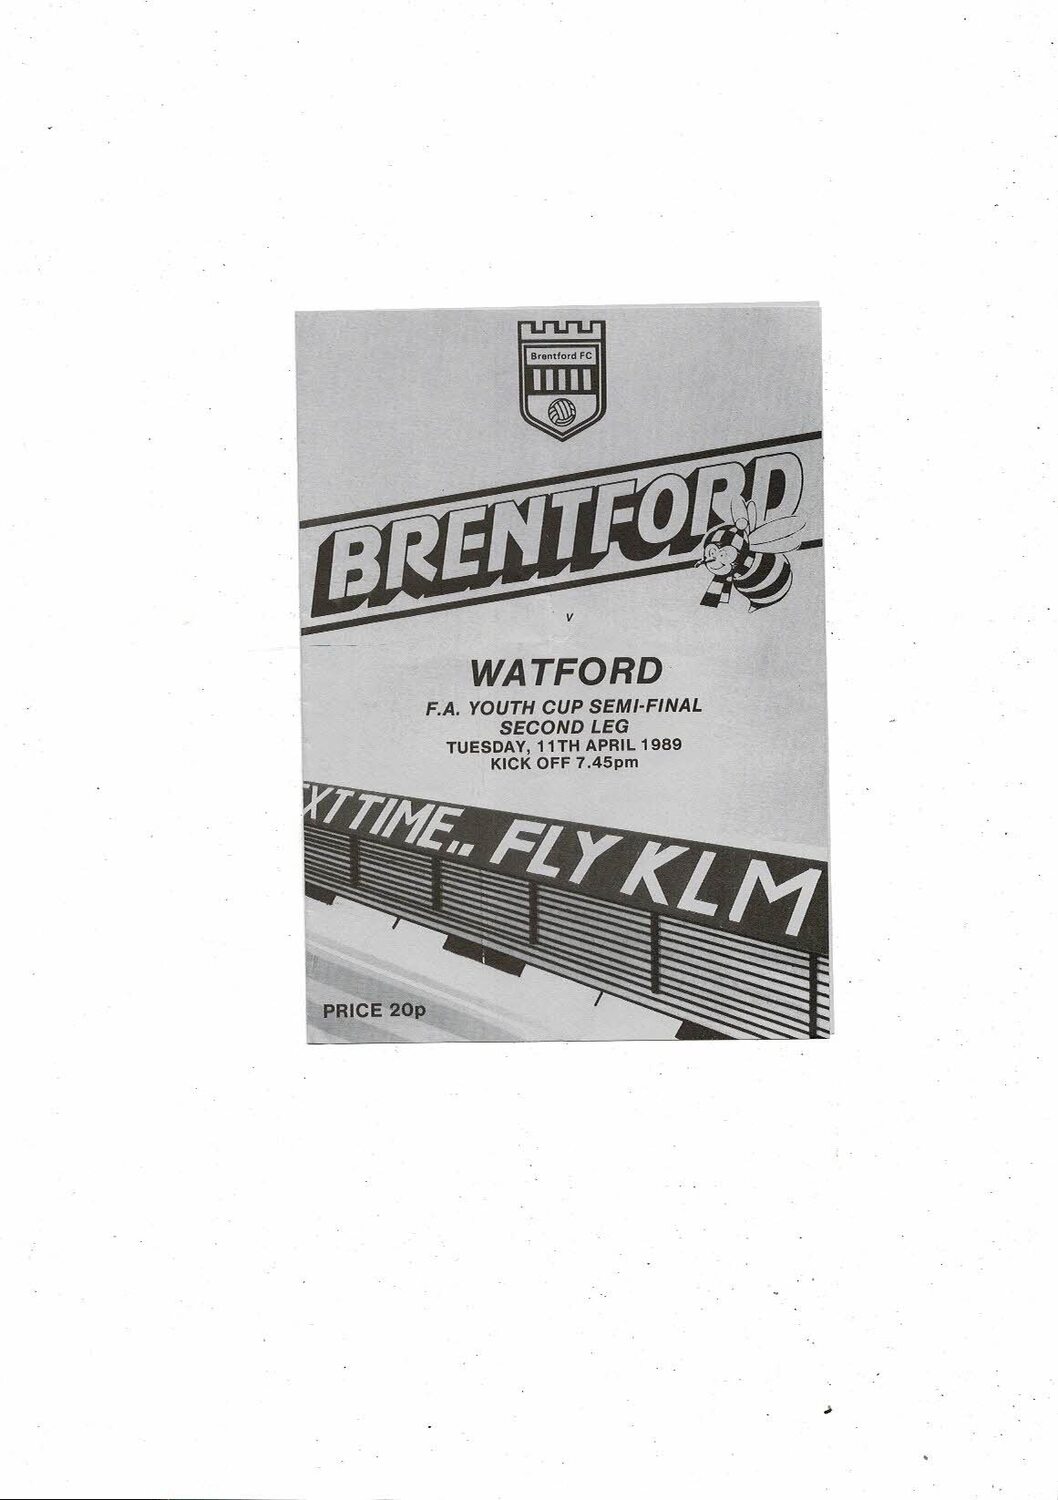 Brentford FC
BRENTFORD
v
WATFORD
F.A. YOUTH CUP SEMI-FINAL
SECOND LEG
TUESDAY, 11TH APRIL 1989
KICK OFF 7.45pm
EXT TIME.. FLY KLM
PRICE 20p